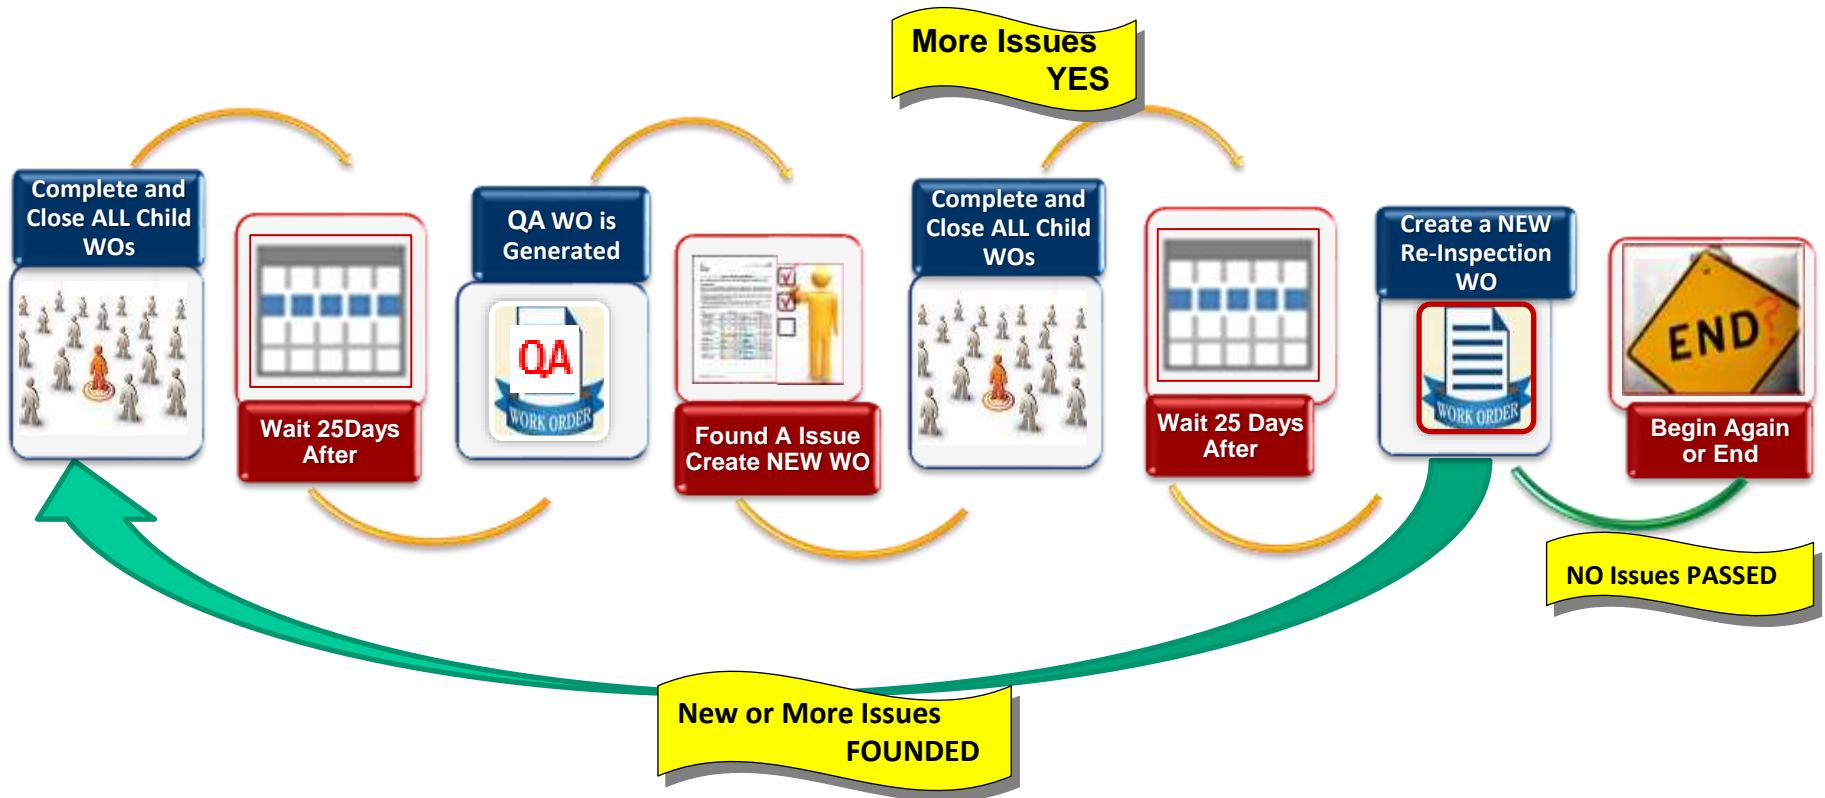 More Issues
YES
Complete and
Close ALL Child
WOs
Wait 25Days
After
QA WO is
Generated
QA
WORK ORDER
Found A Issue
Create NEW WO
Complete and
Close ALL Child
WOs
Wait 25 Days
After
Create a NEW
Re-Inspection
WO
WORK ORDER
END?
Begin Again
or End
NO Issues PASSED
New or More Issues
FOUNDED